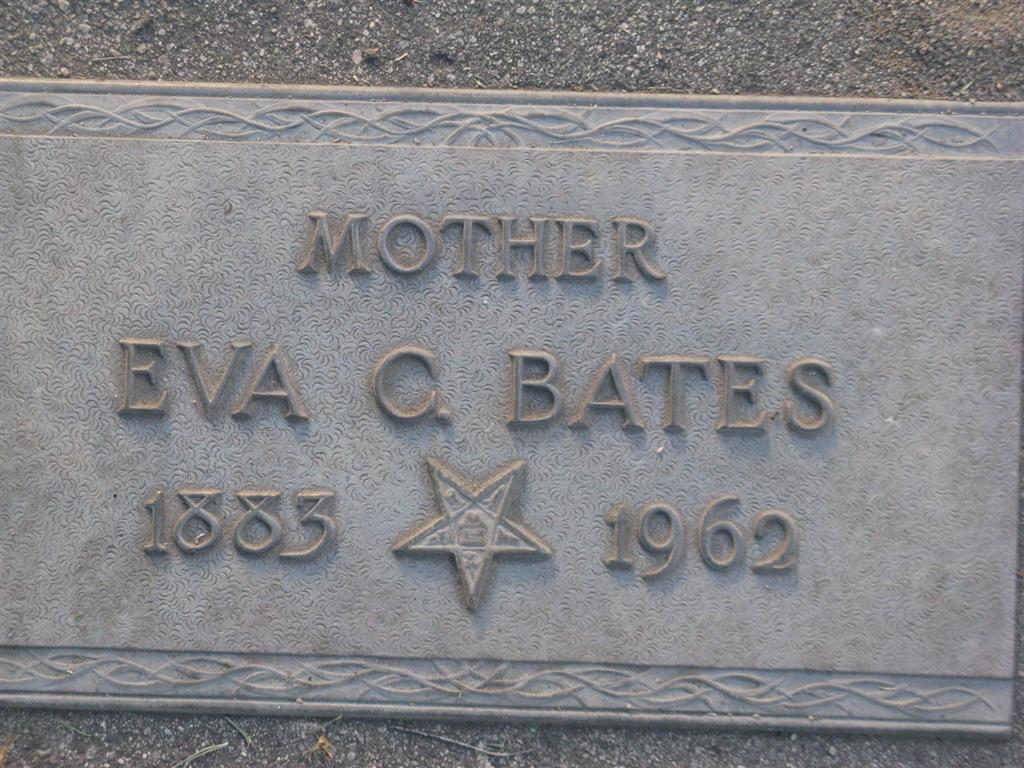 MOTHER
EVA C. BATES
1883 1962